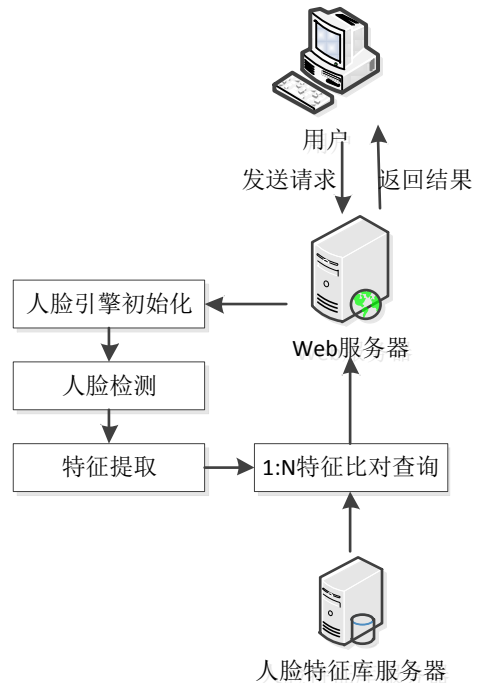 用户
发送请求
返回结果
人脸引擎初始化
Web服务器
人脸检测
特征提取
1:N特征比对查询
人脸特征库服务器